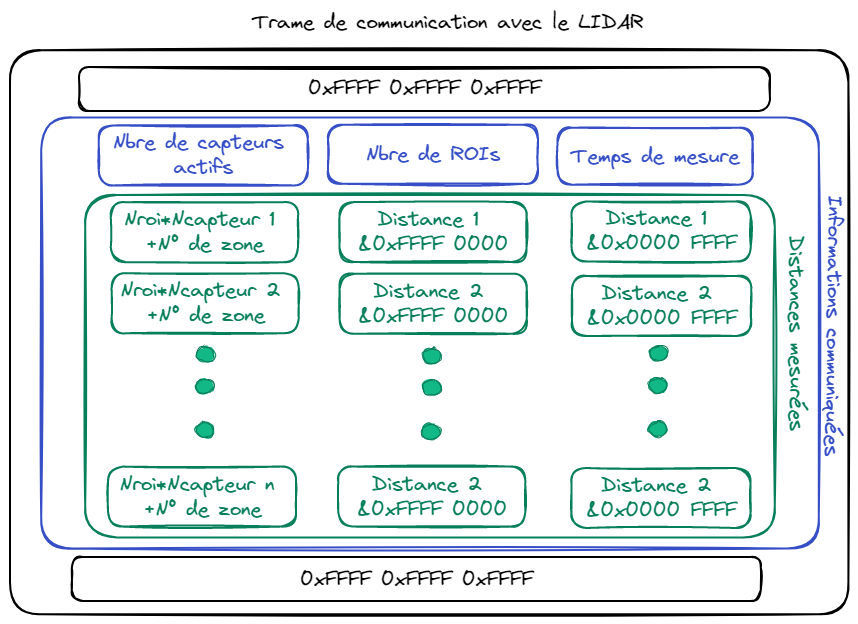 Trame de communication avec le LIDAR
0xFFFF 0xFFFF 0xFFFF
Nbre de capteurs
actifs
Nbre de ROIs
Temps de mesure
Nroi*Ncapteur 1
+N° de zone
Distance 1
&0xFFFF 0000
Distance 1
&0x0000 FFFF
Nroi*Ncapteur 2
+N° de zone
Distance 2
&0xFFFF 0000
Distance 2
&0x0000 FFFF
Nroi*Ncapteur n
+N° de zone
Distance 2
&0xFFFF 0000
Distance 2
&0x0000 FFFF
Distances mesurées
Informations communiquées
0xFFFF 0xFFFF 0xFFFF